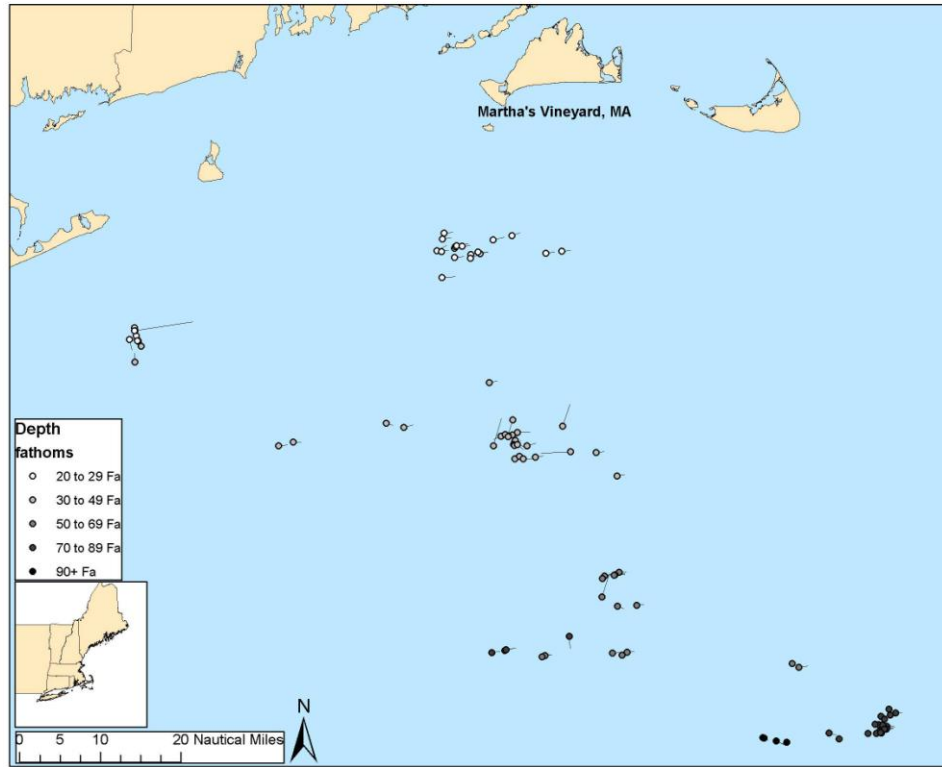 Martha's Vineyard, MA
Depth
fathoms
20 to 29 Fa
30 to 49 Fa
50 to 69 Fa
70 to 89 Fa
90+ Fa
N
0 5 10 20 Nautical Miles